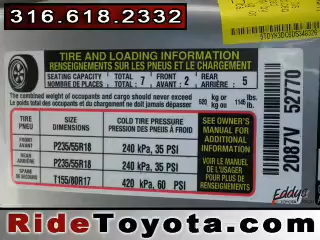 316.618.2332
TIRE AND LOADING INFORMATION
RENSEIGNEMENTS SUR LES PNEUS ET LE CHARGEMENT
SEATING CAPACITY TOTAL 7 FRONT 2 REAR 5
NOMBRE DE PLACES TOTAL AVANT ARRIÈRE
The combined weight of occupants and cargo should never exceed 520 kg or 1145 lbs.
Le poids total des occupants et du chargement ne doit jamais dépasser kg ou lb.
TIRE SIZE COLD TIRE PRESSURE
PNEU DIMENSIONS PRESSION DES PNEUS À FROID
FRONT
AVANT P235/55R18 240 kPa, 35 PSI
REAR
ARRIÈRE P235/55R18 240 kPa, 35 PSI
SPARE
DE SECOURS T155/80R17 420 kPa, 60 PSI
SEE OWNER'S
MANUAL FOR
ADDITIONAL
INFORMATION
VOIR LE MANUEL
DE L'USAGER
POUR PLUS DE
RENSEIGNEMENTS
2087V 52770
Eddy's
RideToyota.com